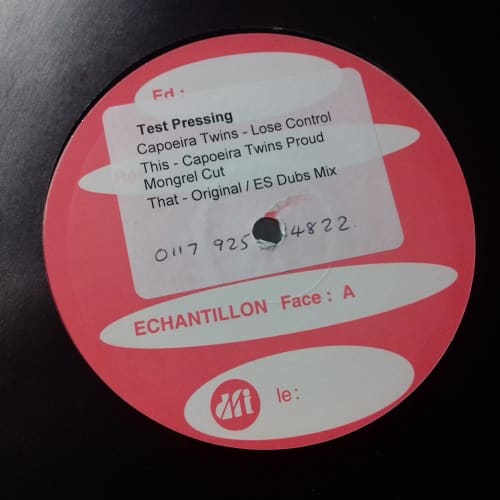 Ed :
Test Pressing
Capoeira Twins - Lose Control
This - Capoeira Twins Proud
Mongrel Cut
That - Original / ES Dubs Mix
0117 925 4822
ECHANTILLON Face : A
le :